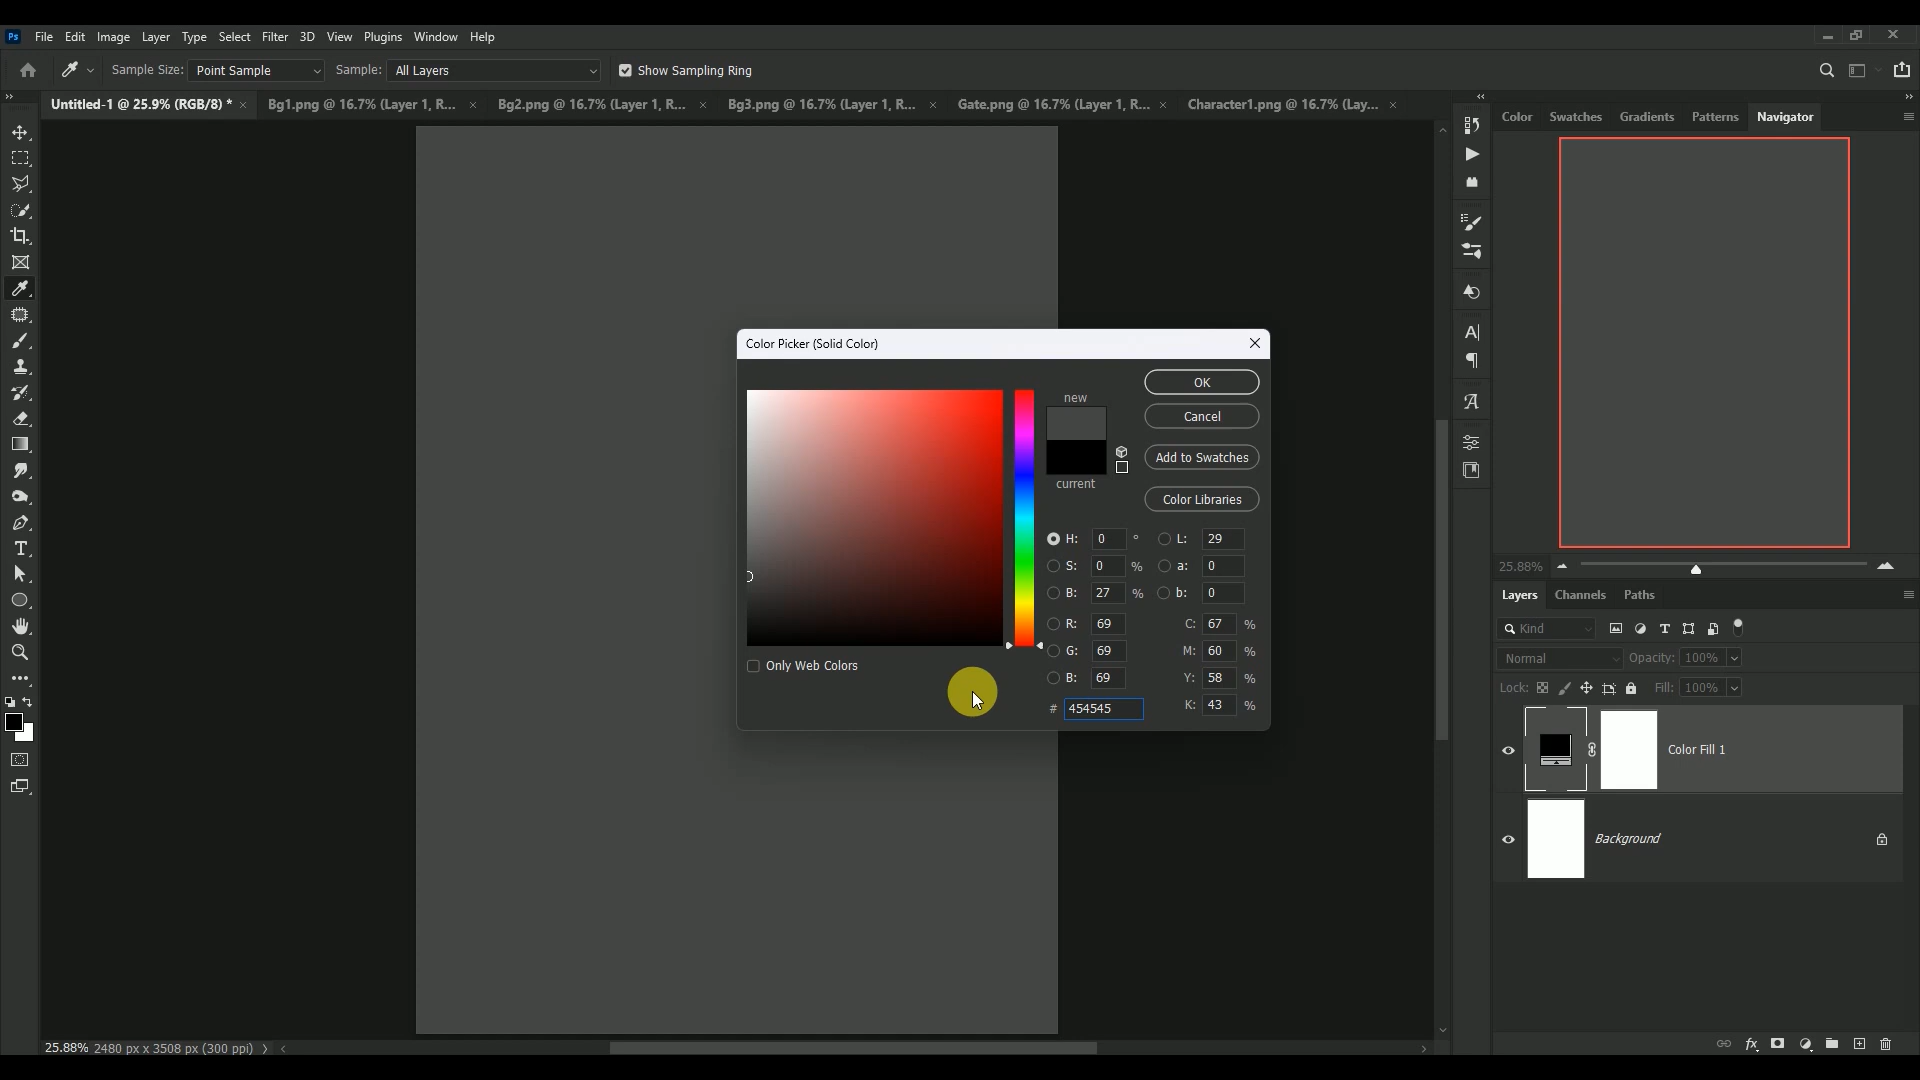 Ps File Edit Image Layer Type Select Filter 3D View Plugins Window Help
Sample Size: Point Sample Sample: All Layers Show Sampling Ring
Untitled-1 @ 25.9% (RGB/8) * × Bg1.png @ 16.7% (Layer 1, R... × Bg2.png @ 16.7% (Layer 1, R... × Bg3.png @ 16.7% (Layer 1, R... × Gate.png @ 16.7% (Layer 1, R... × Character1.png @ 16.7% (Lay... ×
Color Swatches Gradients Patterns Navigator
Color Picker (Solid Color)
OK
new
Cancel
Add to Swatches
current
Color Libraries
H: 0 ° L: 29
S: 0 % a: 0
B: 27 % b: 0
R: 69 C: 67 %
G: 69 M: 60 %
Only Web Colors
B: 69 Y: 58 %
# 454545 K: 43 %
25.88%
Layers Channels Paths
Kind
Normal Opacity: 100%
Lock: Fill: 100%
Color Fill 1
Background
fx
25.88% 2480 px x 3508 px (300 ppi)